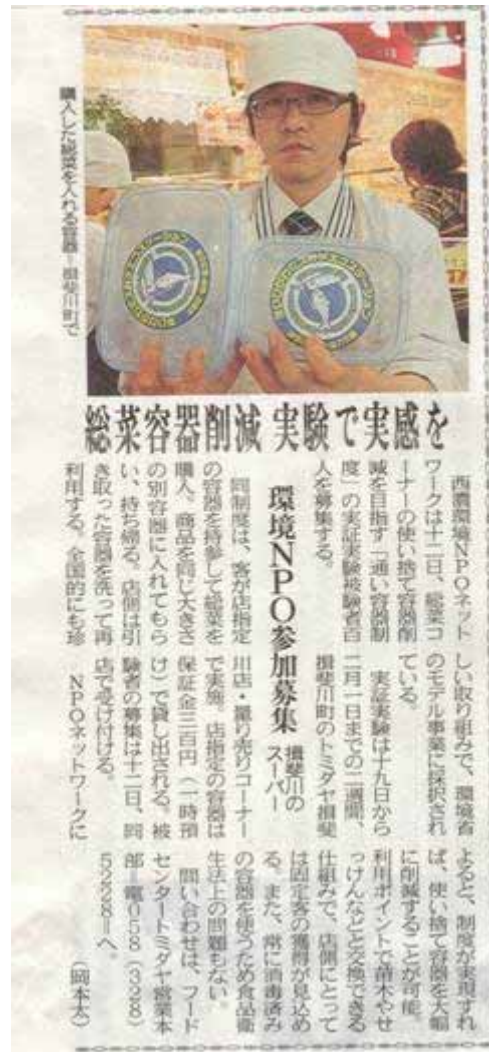 購入した総菜を入れる容器＝揖斐川町で
総菜容器削減 実験で実感を
環境NPO参加募集
揖斐川の
スーパー
西濃環境NPOネット
ワークは十二日、総菜コ
ーナーの使い捨て容器削
減を目指す「通い容器制
度」の実証実験被験者百
人を募集する。
同制度は、客が店指定
の容器を持参して総菜を
購入。商品を同じ大きさ
の別容器に入れてもら
い、持ち帰る。店側は引
き取った容器を洗って再
利用する。全国的にも珍
しい取り組みで、環境省
のモデル事業に採択され
ている。
実証実験は十九日から
二月一日までの二週間、
揖斐川町のトミダヤ揖斐
川店・量り売りコーナー
で実施。店指定の容器は
保証金三百円（一時預
け）で貸し出される。被
験者の募集は十二日、同
店で受け付ける。
NPOネットワークに
よると、制度が実現すれ
ば、使い捨て容器を大幅
に削減することが可能。
利用ポイントで苗木やせ
っけんなどと交換できる
仕組みで、店側にとって
は固定客の獲得が見込め
る。また、常に消毒済み
の容器を使うため食品衛
生法上の問題もない。
問い合わせは、フード
センタートミダヤ営業本
部＝電058（328）
5228＝へ。
（岡本太）